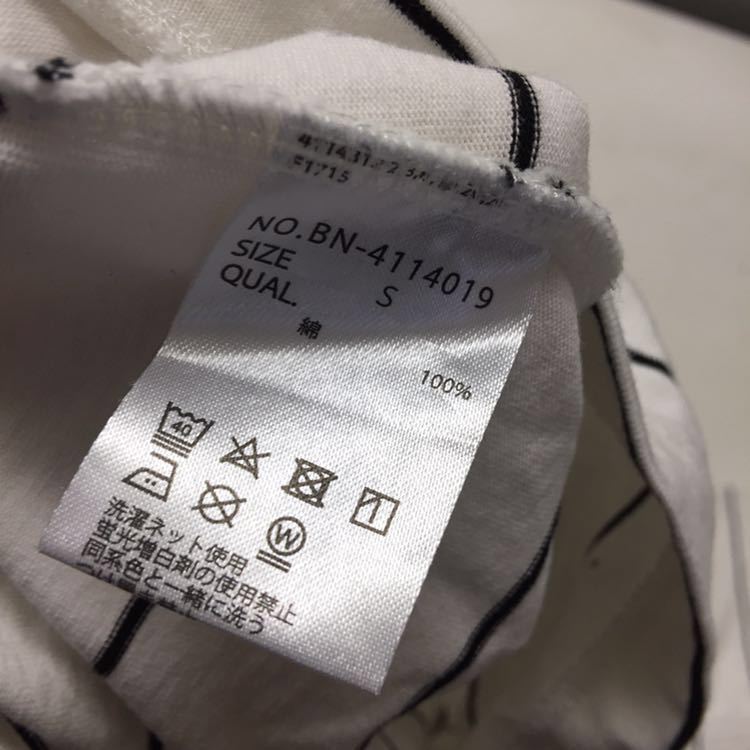 NO.BN-4114019
SIZE S
QUAL.
綿 100%
40
W
洗濯ネット使用
蛍光増白剤の使用禁止
同系色と一緒に洗う